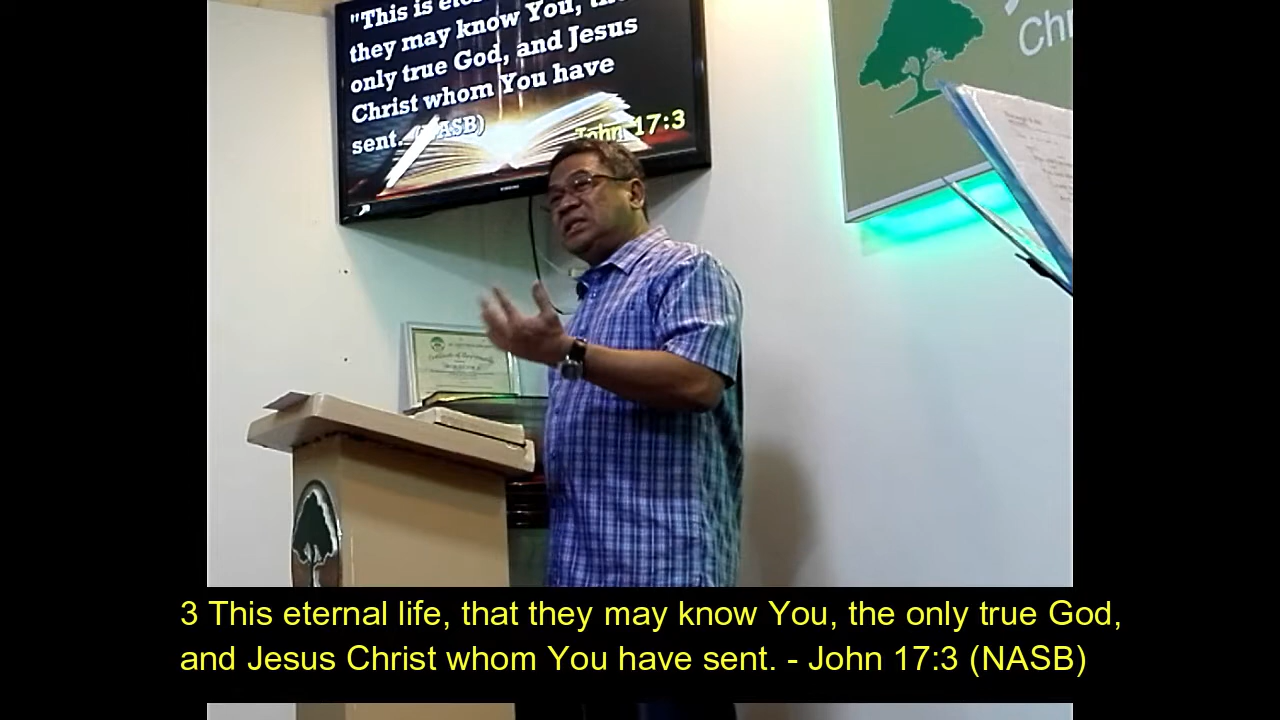 "This is
they may know You, the
only true God, and Jesus
Christ whom You have
sent. (NASB)
John 17:3
Chr
3 This eternal life, that they may know You, the only true God,
and Jesus Christ whom You have sent. - John 17:3 (NASB)